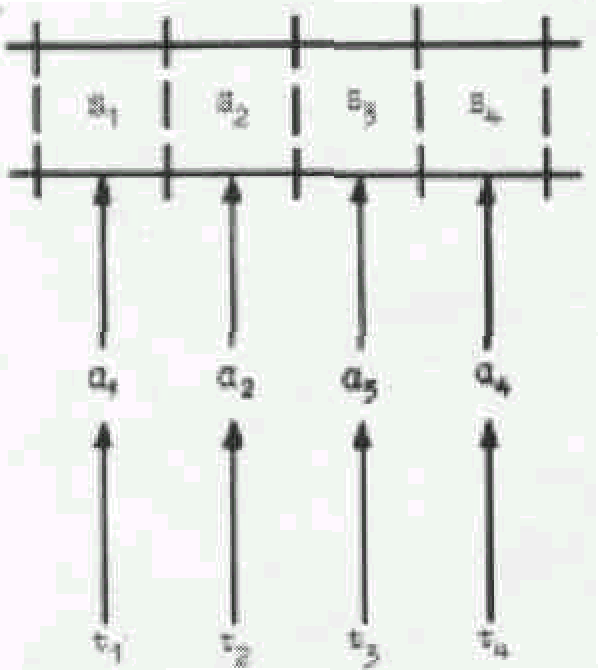 s₁ s₂ s₃ s₄
a₁ a₂ a₃ a₄
t₁ t₂ t₃ t₄